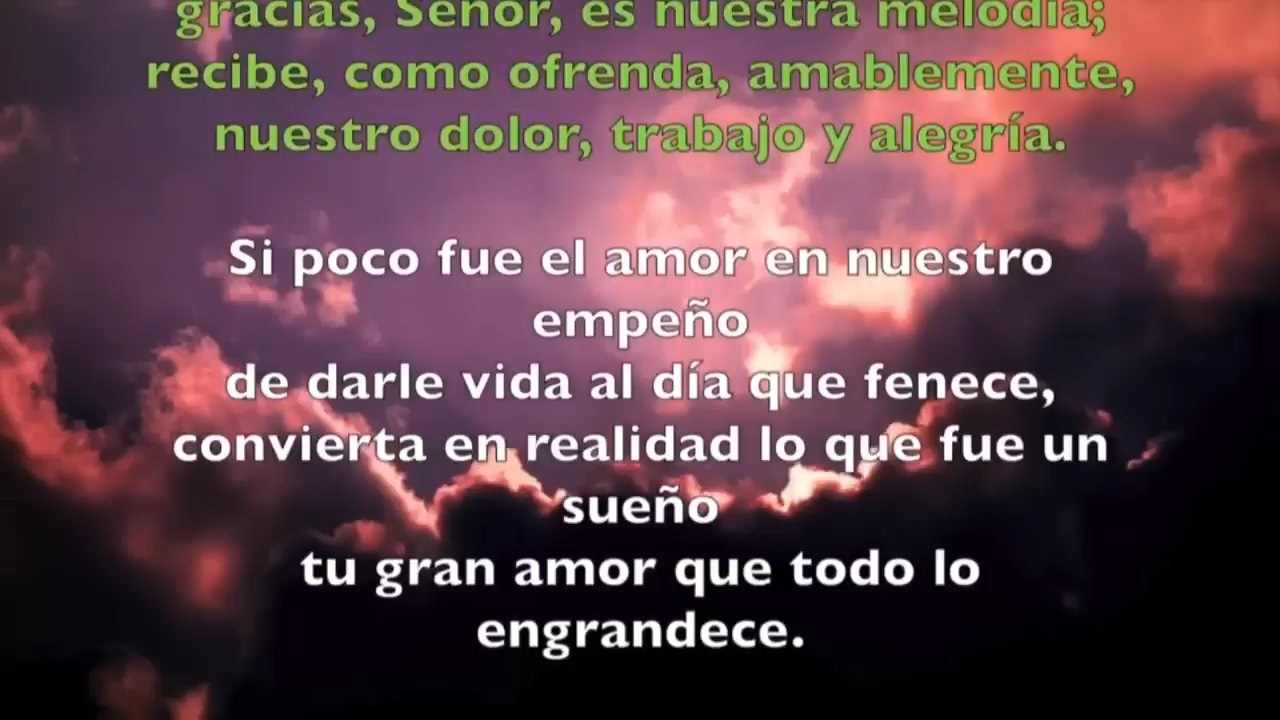 gracias, Señor, es nuestra melodía;
recibe, como ofrenda, amablemente,
nuestro dolor, trabajo y alegría.
Si poco fue el amor en nuestro
empeño
de darle vida al día que fenece,
convierta en realidad lo que fue un
sueño
tu gran amor que todo lo
engrandece.